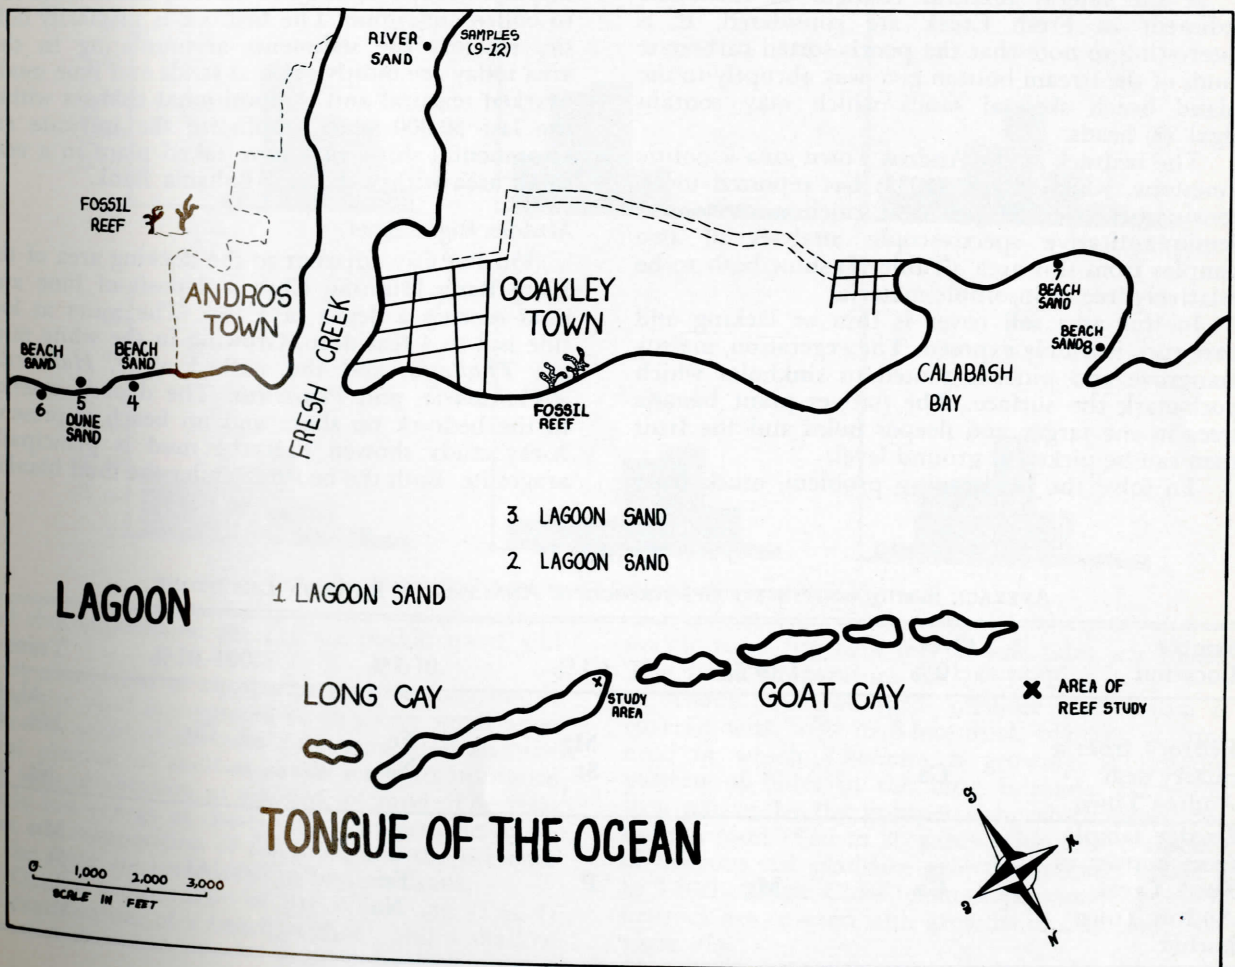 RIVER SAND
SAMPLES (9-12)
FOSSIL REEF
ANDROS TOWN
FRESH CREEK
COAKLEY TOWN
FOSSIL REEF
7
BEACH SAND
BEACH SAND 8
CALABASH BAY
BEACH SAND
6
5
DUNE SAND
BEACH SAND
4
3. LAGOON SAND
2. LAGOON SAND
1 LAGOON SAND
LAGOON
LONG CAY
X STUDY AREA
GOAT CAY
X AREA OF REEF STUDY
TONGUE OF THE OCEAN
0 1,000 2,000 3,000
SCALE IN FEET
S
W
E
N